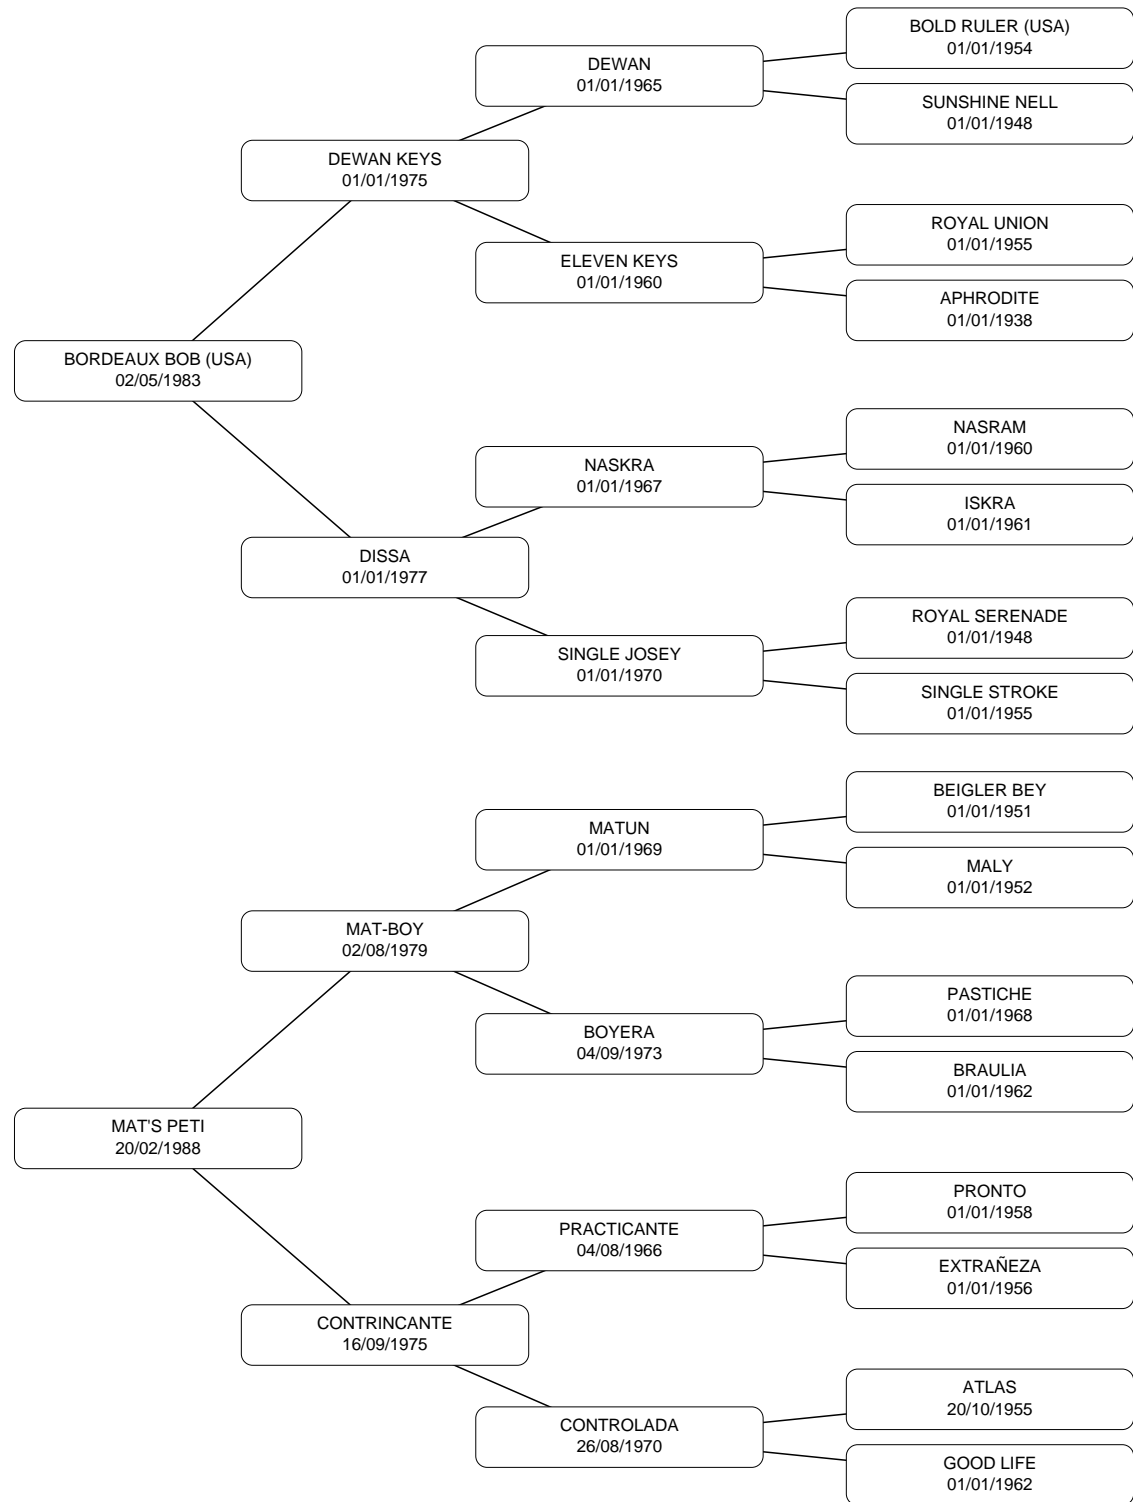 BOLD RULER (USA)
01/01/1954
DEWAN
01/01/1965
SUNSHINE NELL
01/01/1948
DEWAN KEYS
01/01/1975
ROYAL UNION
01/01/1955
ELEVEN KEYS
01/01/1960
APHRODITE
01/01/1938
BORDEAUX BOB (USA)
02/05/1983
NASRAM
01/01/1960
NASKRA
01/01/1967
ISKRA
01/01/1961
DISSA
01/01/1977
ROYAL SERENADE
01/01/1948
SINGLE JOSEY
01/01/1970
SINGLE STROKE
01/01/1955
BEIGLER BEY
01/01/1951
MATUN
01/01/1969
MALY
01/01/1952
MAT-BOY
02/08/1979
PASTICHE
01/01/1968
BOYERA
04/09/1973
BRAULIA
01/01/1962
MAT'S PETI
20/02/1988
PRONTO
01/01/1958
PRACTICANTE
04/08/1966
EXTRAÑEZA
01/01/1956
CONTRINCANTE
16/09/1975
ATLAS
20/10/1955
CONTROLADA
26/08/1970
GOOD LIFE
01/01/1962